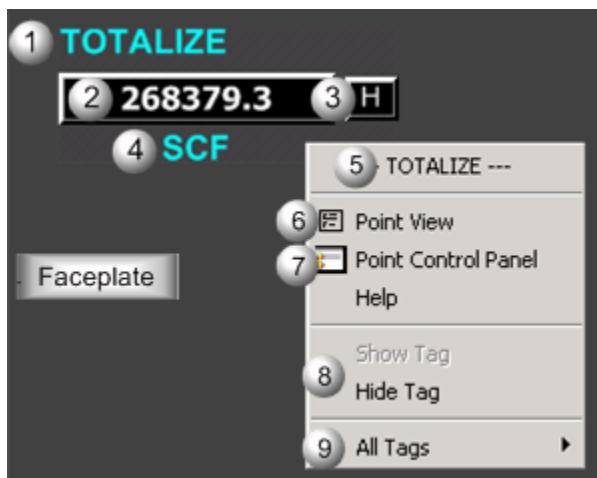 1 TOTALIZE
2 268379.3 3 H
4 SCF
5 - TOTALIZE ---
6 Point View
7 Point Control Panel
Help
Faceplate
Show Tag
8
Hide Tag
9 All Tags